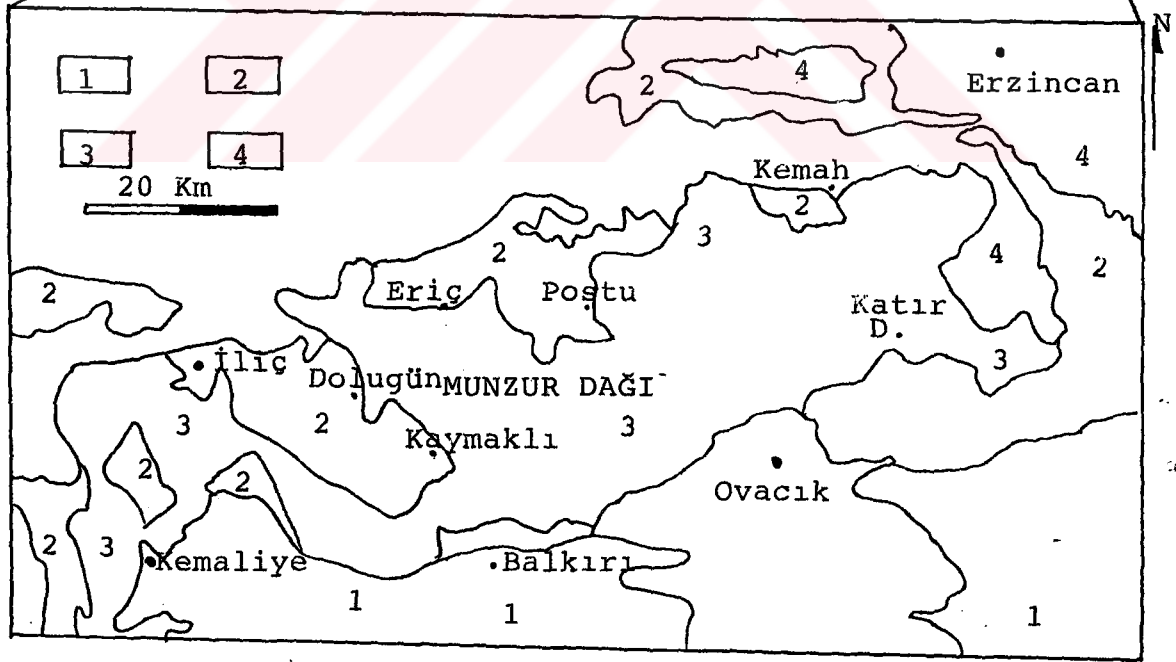 N
1 2
3 4
20 Km
2
4
Erzincan
4
Kemah
2
3
2
4
2
2
Eriç
Poştu
Katır
D.
İliç
Dolugün
MUNZUR DAĞI
3
3
2
3
Kaymaklı
2
2
Ovacık
2
3
Kemaliye
Balkırı
1
1
1